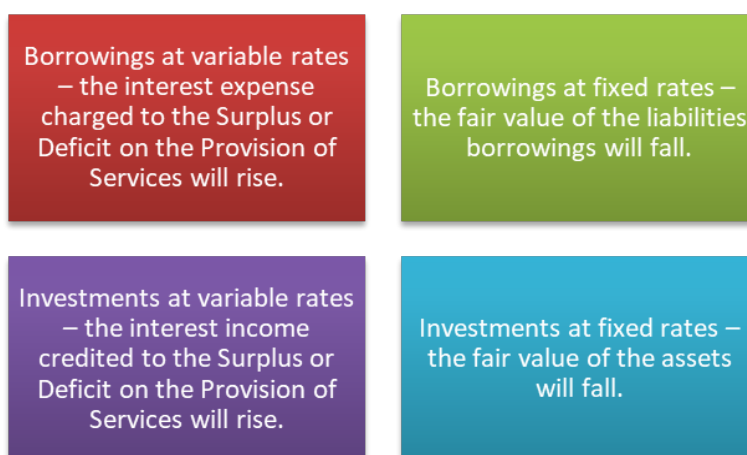 Borrowings at variable rates
– the interest expense
charged to the Surplus or
Deficit on the Provision of
Services will rise.
Borrowings at fixed rates –
the fair value of the liabilities
borrowings will fall.
Investments at variable rates
– the interest income
credited to the Surplus or
Deficit on the Provision of
Services will rise.
Investments at fixed rates –
the fair value of the assets
will fall.